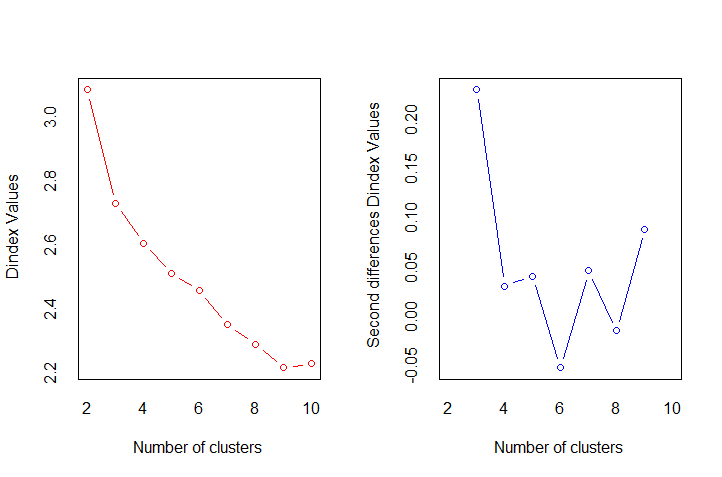 Dindex Values
3.0
2.8
2.6
2.4
2.2
2 4 6 8 10
Number of clusters
Second differences Dindex Values
0.20
0.15
0.10
0.05
0.00
-0.05
2 4 6 8 10
Number of clusters